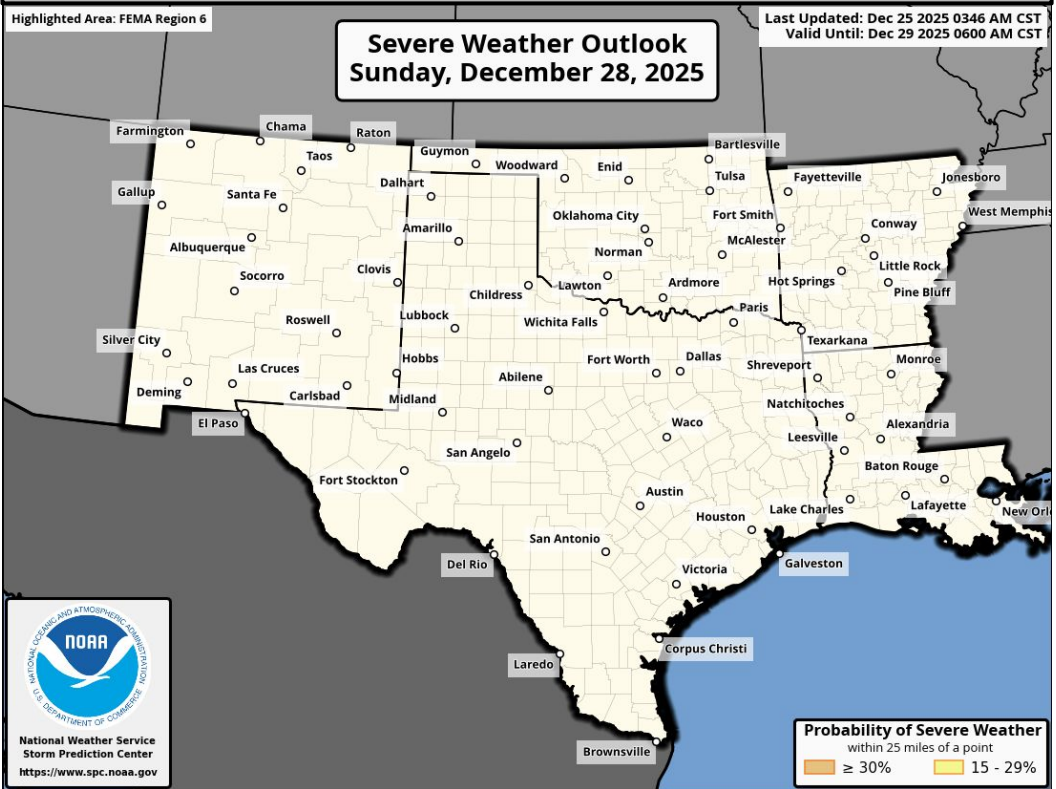 Highlighted Area: FEMA Region 6
Severe Weather Outlook
Sunday, December 28, 2025
Last Updated: Dec 25 2025 0346 AM CST
Valid Until: Dec 29 2025 0600 AM CST
Farmington
Chama
Raton
Taos
Guymon
Woodward
Enid
Bartlesville
Tulsa
Fayetteville
Jonesboro
Gallup
Santa Fe
Dalhart
Oklahoma City
Fort Smith
West Memphis
Albuquerque
Amarillo
Norman
McAlester
Conway
Socorro
Clovis
Childress
Lawton
Ardmore
Hot Springs
Little Rock
Pine Bluff
Roswell
Lubbock
Wichita Falls
Paris
Silver City
Texarkana
Deming
Las Cruces
Carlsbad
Hobbs
Midland
Abilene
Fort Worth
Dallas
Shreveport
Monroe
El Paso
Natchitoches
Waco
Leesville
Alexandria
San Angelo
Fort Stockton
Baton Rouge
Austin
Houston
Lake Charles
Lafayette
New Orl
San Antonio
Del Rio
Galveston
Victoria
Laredo
Corpus Christi
Brownsville
NATIONAL OCEANIC AND ATMOSPHERIC ADMINISTRATION
NOAA
U.S. DEPARTMENT OF COMMERCE
National Weather Service
Storm Prediction Center
https://www.spc.noaa.gov
Probability of Severe Weather
within 25 miles of a point
≥ 30%
15 - 29%